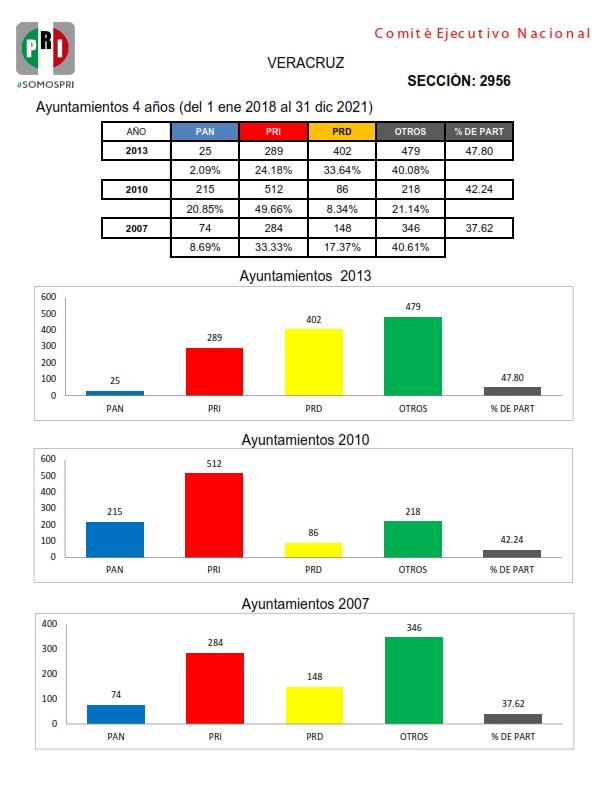 Comité Ejecutivo Nacional
PRI
#SOMOSPRI
VERACRUZ
SECCIÓN: 2956
Ayuntamientos 4 años (del 1 ene 2018 al 31 dic 2021)
AÑO PAN PRI PRD OTROS % DE PART
2013 25 289 402 479 47.80
2.09% 24.18% 33.64% 40.08%
2010 215 512 86 218 42.24
20.85% 49.66% 8.34% 21.14%
2007 74 284 148 346 37.62
8.69% 33.33% 17.37% 40.61%
Ayuntamientos 2013
600
500
400
300
200
100
0
25 289 402 479 47.80
PAN PRI PRD OTROS % DE PART
Ayuntamientos 2010
600
500
400
300
200
100
0
215 512 86 218 42.24
PAN PRI PRD OTROS % DE PART
Ayuntamientos 2007
400
300
200
100
0
74 284 148 346 37.62
PAN PRI PRD OTROS % DE PART